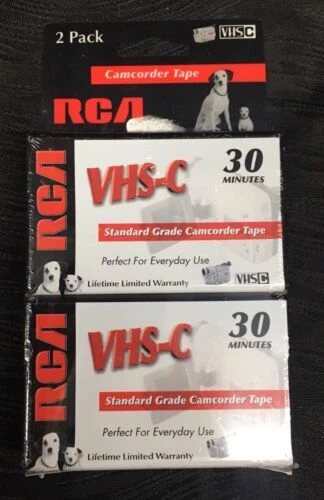 2 Pack
VHS C
Camcorder Tape
RCA
RCA
VHS-C
30
MINUTES
Standard Grade Camcorder Tape
Perfect For Everyday Use
Lifetime Limited Warranty
VHS C
RCA
VHS-C
30
MINUTES
Standard Grade Camcorder Tape
Perfect For Everyday Use
Lifetime Limited Warranty
VHS C